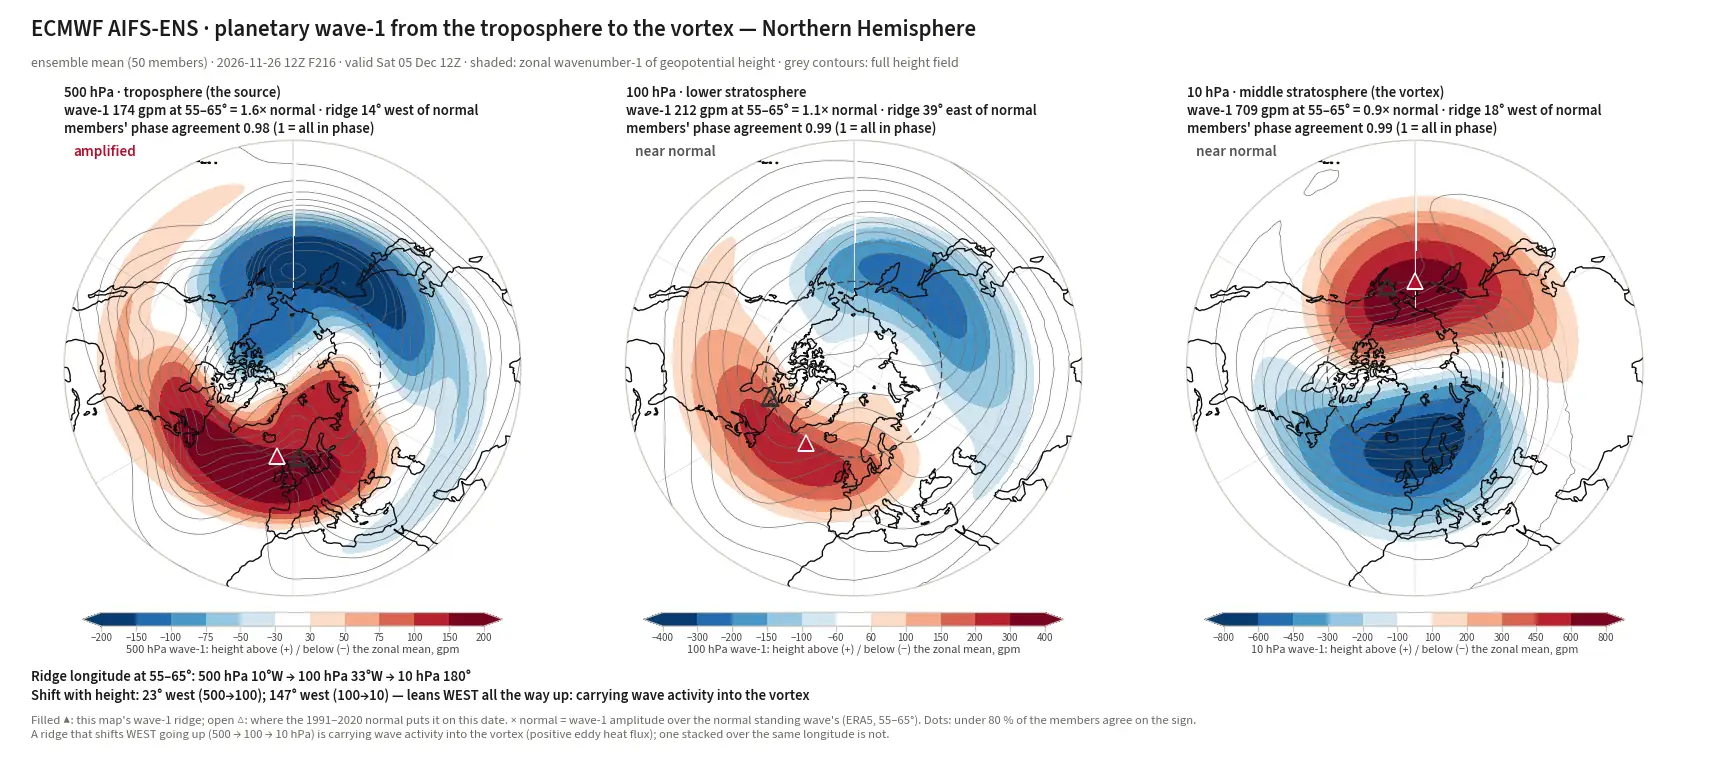 ECMWF AIFS-ENS · planetary wave-1 from the troposphere to the vortex — Northern Hemisphere
ensemble mean (50 members) · 2026-11-26 12Z F216 · valid Sat 05 Dec 12Z · shaded: zonal wavenumber-1 of geopotential height · grey contours: full height field
500 hPa · troposphere (the source)
wave-1 174 gpm at 55–65° = 1.6× normal · ridge 14° west of normal
members' phase agreement 0.98 (1 = all in phase)
amplified
100 hPa · lower stratosphere
wave-1 212 gpm at 55–65° = 1.1× normal · ridge 39° east of normal
members' phase agreement 0.99 (1 = all in phase)
near normal
10 hPa · middle stratosphere (the vortex)
wave-1 709 gpm at 55–65° = 0.9× normal · ridge 18° west of normal
members' phase agreement 0.99 (1 = all in phase)
near normal
−200 −150 −100 −75 −50 −30 30 50 75 100 150 200
500 hPa wave-1: height above (+) / below (−) the zonal mean, gpm
−400 −300 −200 −150 −100 −60 60 100 150 200 300 400
100 hPa wave-1: height above (+) / below (−) the zonal mean, gpm
−800 −600 −450 −300 −200 −100 100 200 300 450 600 800
10 hPa wave-1: height above (+) / below (−) the zonal mean, gpm
Ridge longitude at 55–65°: 500 hPa 10°W → 100 hPa 33°W → 10 hPa 180°
Shift with height: 23° west (500→100); 147° west (100→10) — leans WEST all the way up: carrying wave activity into the vortex
Filled ▲: this map's wave-1 ridge; open △: where the 1991–2020 normal puts it on this date. × normal = wave-1 amplitude over the normal standing wave's (ERA5, 55–65°). Dots: under 80 % of the members agree on the sign.
A ridge that shifts WEST going up (500 → 100 → 10 hPa) is carrying wave activity into the vortex (positive eddy heat flux); one stacked over the same longitude is not.